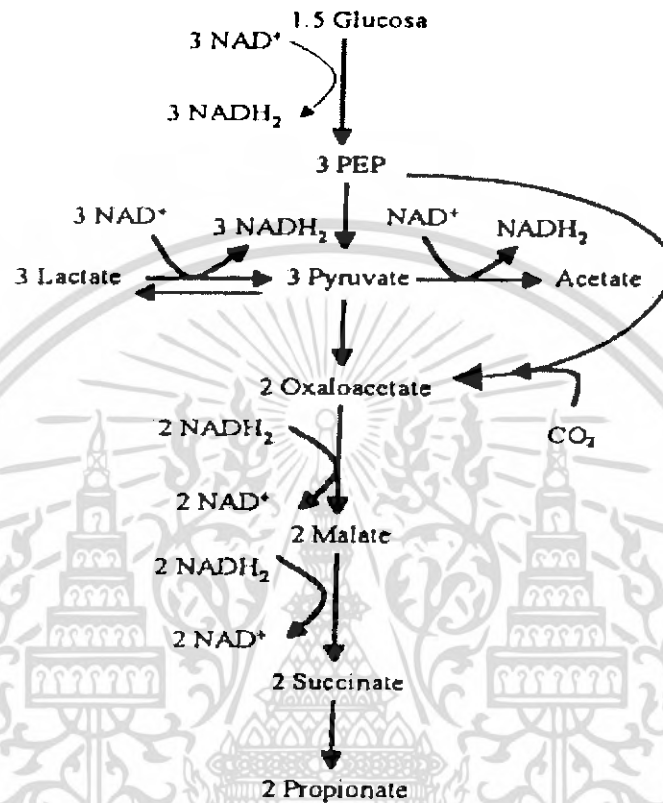 1.5 Glucosa
3 NAD⁺
3 NADH₂
3 PEP
3 NAD⁺ 3 NADH₂ NAD⁺ NADH₂
3 Lactate 3 Pyruvate Acetate
2 Oxaloacetate
2 NADH₂
CO₂
2 NAD⁺
2 Malate
2 NADH₂
2 NAD⁺
2 Succinate
2 Propionate